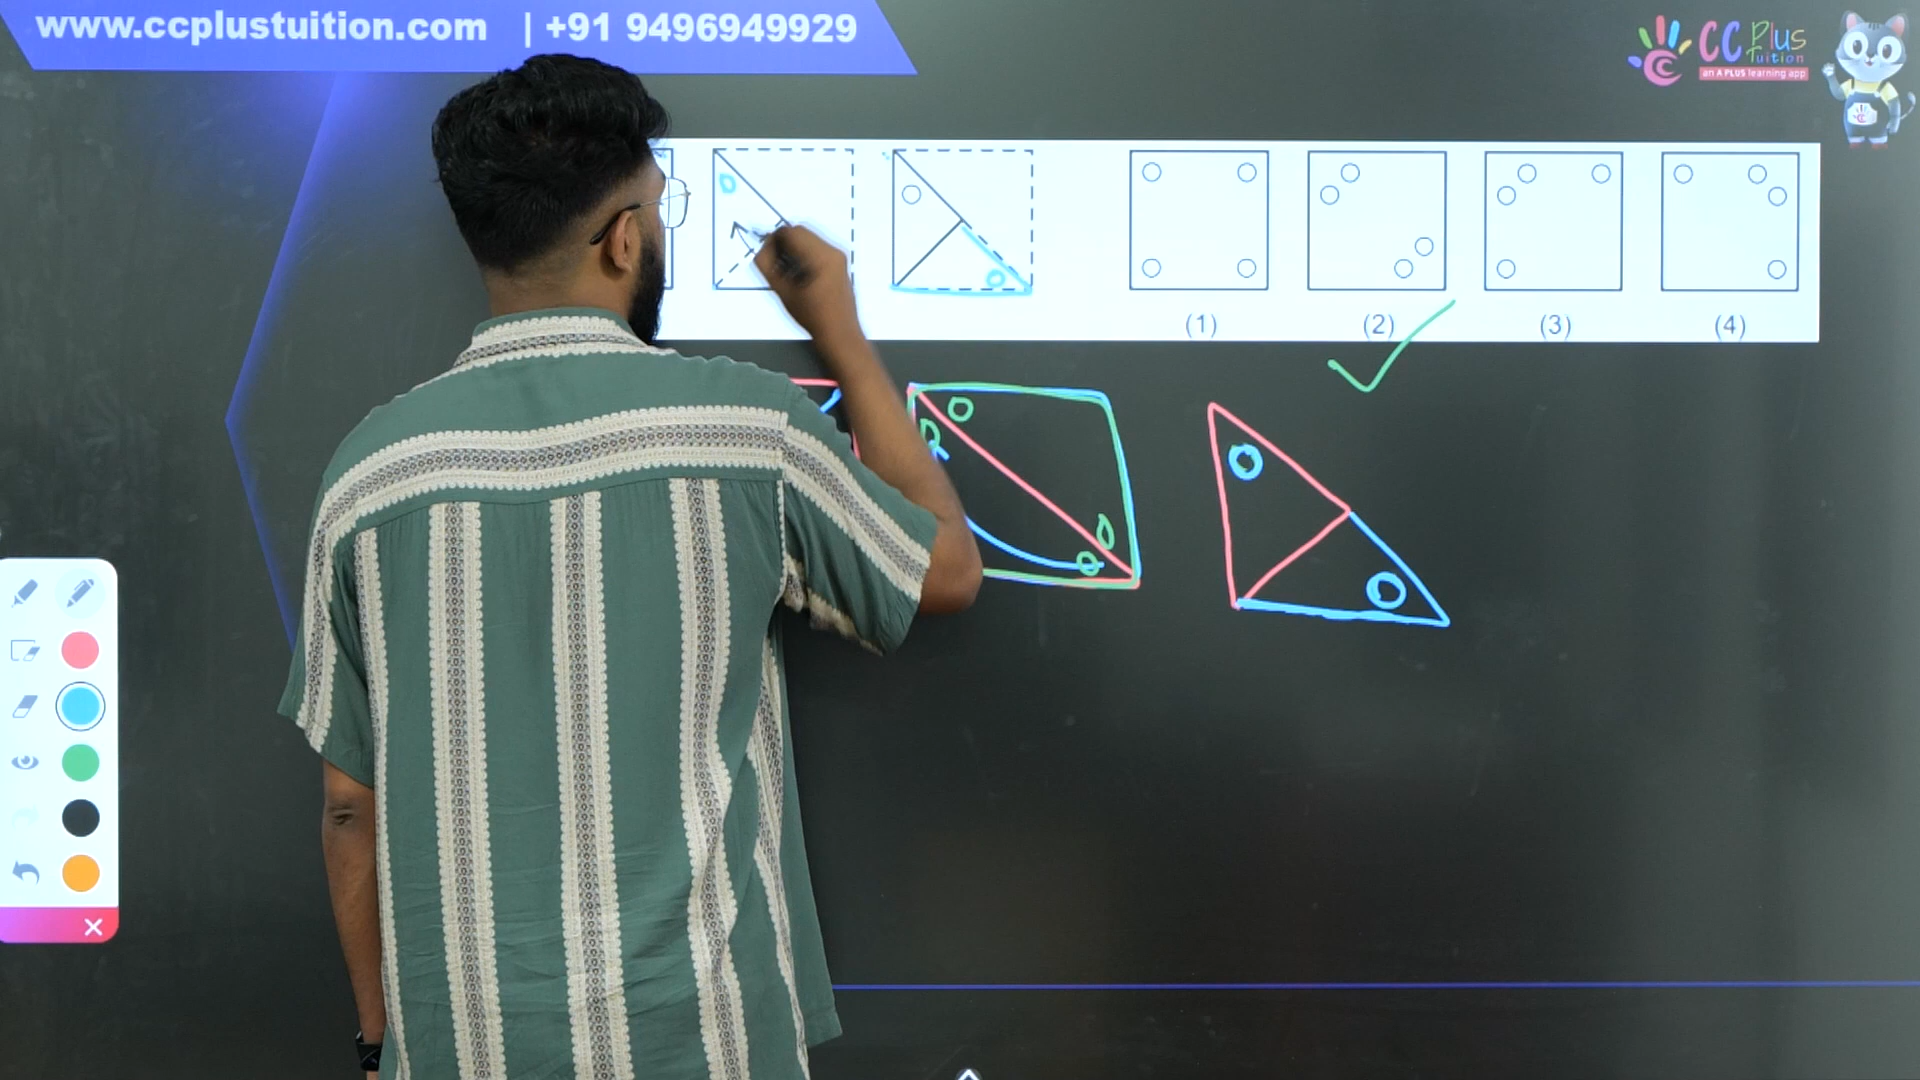 www.ccplustuition.com | +91 9496949929
CC Plus
Tuition
an A PLUS learning app
(1) (2) (3) (4)